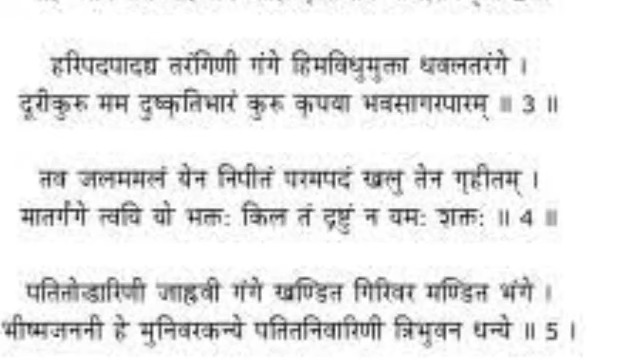 हरिपदपादद्य तरंगिणी गंगे हिमविधुमुक्ता धवलतरंगे ।
दूरीकुरु मम दुष्कृतिभारं कुरु कृपया भवसागरपारम् ॥ 3 ॥
तव जलममलं येन निपीतं परमपदं खलु तेन गृहीतम् ।
मातर्गंगे त्वयि यो भक्तः किल तं द्रष्टुं न यमः शक्तः ॥ 4 ॥
पतितोद्धारिणी जाह्नवी गंगे खण्डित गिरिवर मण्डित भंगे ।
भीष्मजननी हे मुनिवरकन्ये पतितनिवारिणी त्रिभुवन धन्ये ॥ 5 ।